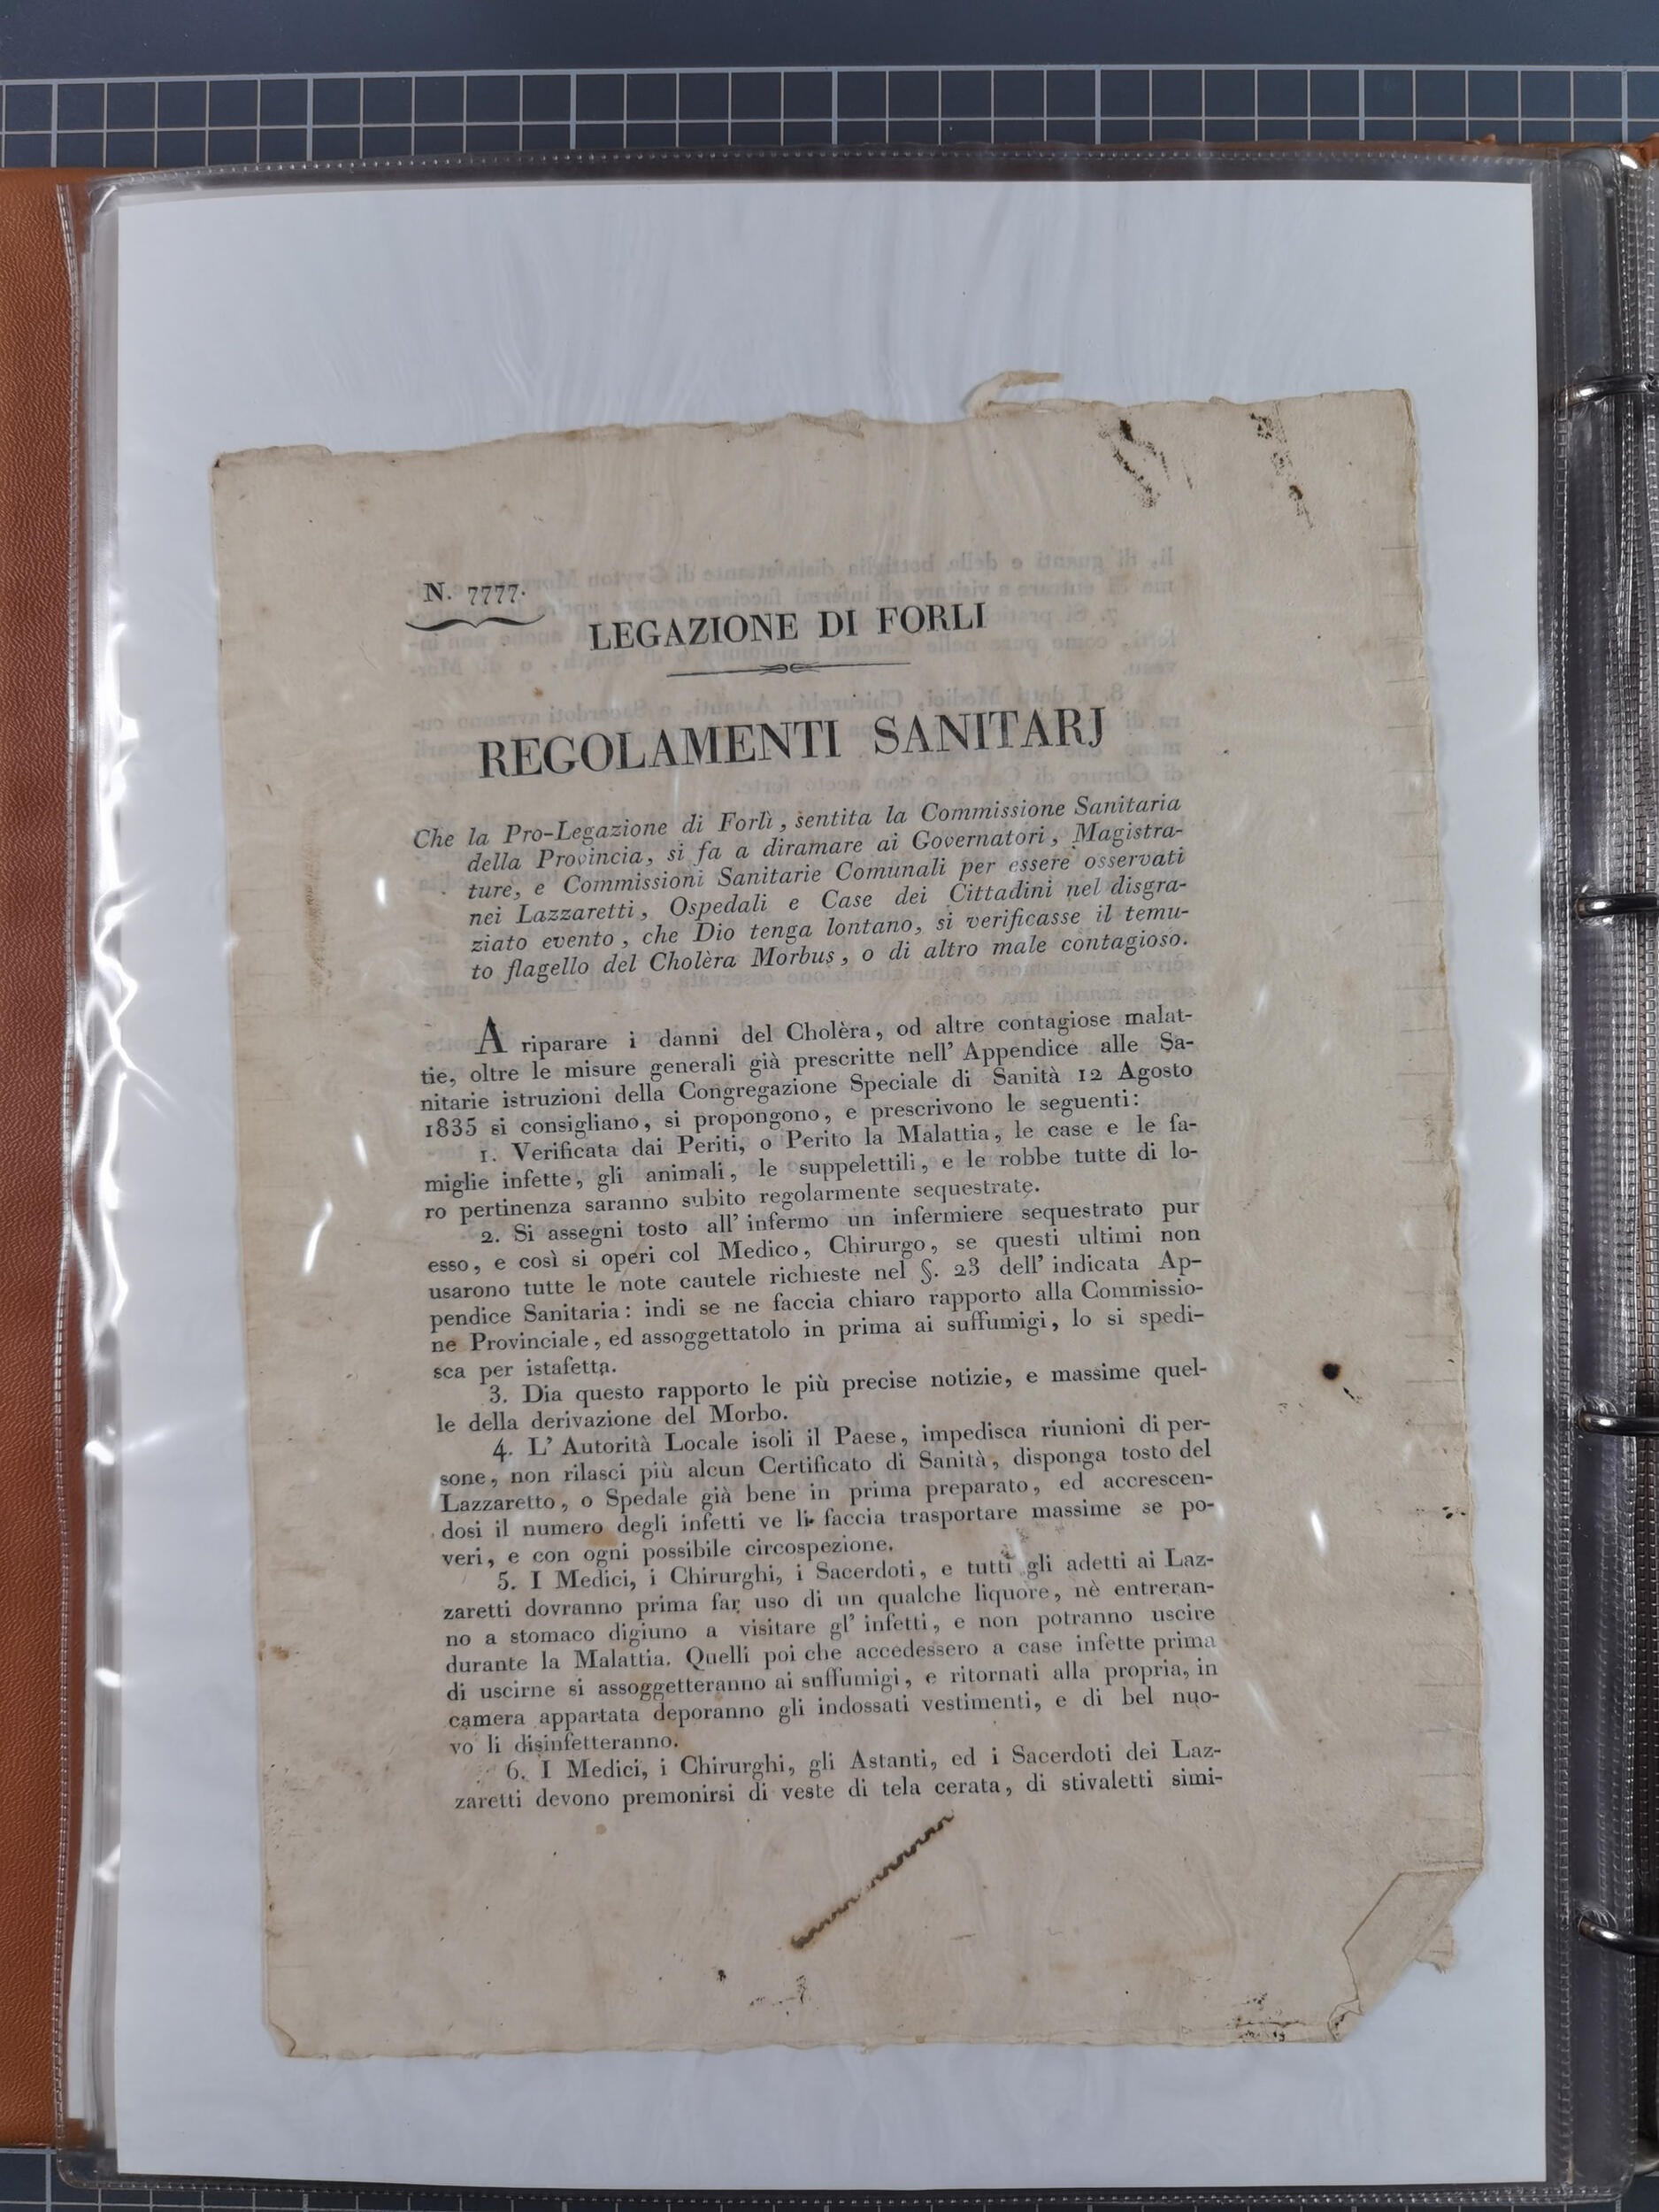 N. 7777.
LEGAZIONE DI FORLI
REGOLAMENTI SANITARJ
Che la Pro-Legazione di Forlì, sentita la Commissione Sanitaria
della Provincia, si fa a diramare ai Governatori, Magistra-
ture, e Commissioni Sanitarie Comunali per essere osservati
nei Lazzaretti, Ospedali e Case dei Cittadini nel disgra-
ziato evento, che Dio tenga lontano, si verificasse il temu-
to flagello del Cholèra Morbus, o di altro male contagioso.
A riparare i danni del Cholèra, od altre contagiose malat-
tie, oltre le misure generali già prescritte nell' Appendice alle Sa-
nitarie istruzioni della Congregazione Speciale di Sanità 12 Agosto
1835 si consigliano, si propongono, e prescrivono le seguenti:
1. Verificata dai Periti, o Perito la Malattia, le case e le fa-
miglie infette, gli animali, le suppelettili, e le robbe tutte di lo-
ro pertinenza saranno subito regolarmente sequestrate.
2. Si assegni tosto all' infermo un infermiere sequestrato pur
esso, e così si operi col Medico, Chirurgo, se questi ultimi non
usarono tutte le note cautele richieste nel §. 23 dell' indicata Ap-
pendice Sanitaria: indi se ne faccia chiaro rapporto alla Commissio-
ne Provinciale, ed assoggettatolo in prima ai suffumigi, lo si spedi-
sca per istafetta.
3. Dia questo rapporto le più precise notizie, e massime quel-
le della derivazione del Morbo.
4. L' Autorità Locale isoli il Paese, impedisca riunioni di per-
sone, non rilasci più alcun Certificato di Sanità, disponga tosto del
Lazzaretto, o Spedale già bene in prima preparato, ed accrescen-
dosi il numero degli infetti ve li faccia trasportare massime se po-
veri, e con ogni possibile circospezione.
5. I Medici, i Chirurghi, i Sacerdoti, e tutti gli adetti ai Laz-
zaretti dovranno prima far uso di un qualche liquore, nè entreran-
no a stomaco digiuno a visitare gl' infetti, e non potranno uscire
durante la Malattia. Quelli poi che accedessero a case infette prima
di uscirne si assoggetteranno ai suffumigi, e ritornati alla propria, in
camera appartata deporanno gli indossati vestimenti, e di bel nuo-
vo li disinfetteranno.
6. I Medici, i Chirurghi, gli Astanti, ed i Sacerdoti dei Laz-
zaretti devono premonirsi di veste di tela cerata, di stivaletti simi-